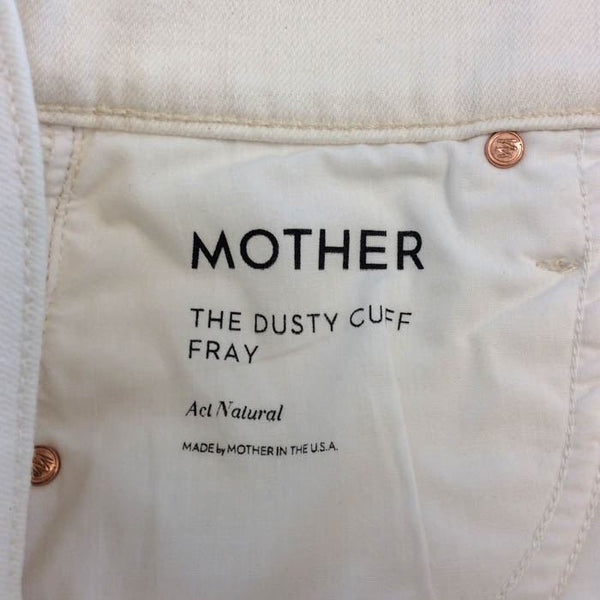 MOTHER
THE DUSTY CUFF
FRAY
Act Natural
MADE by MOTHER IN THE U.S.A.